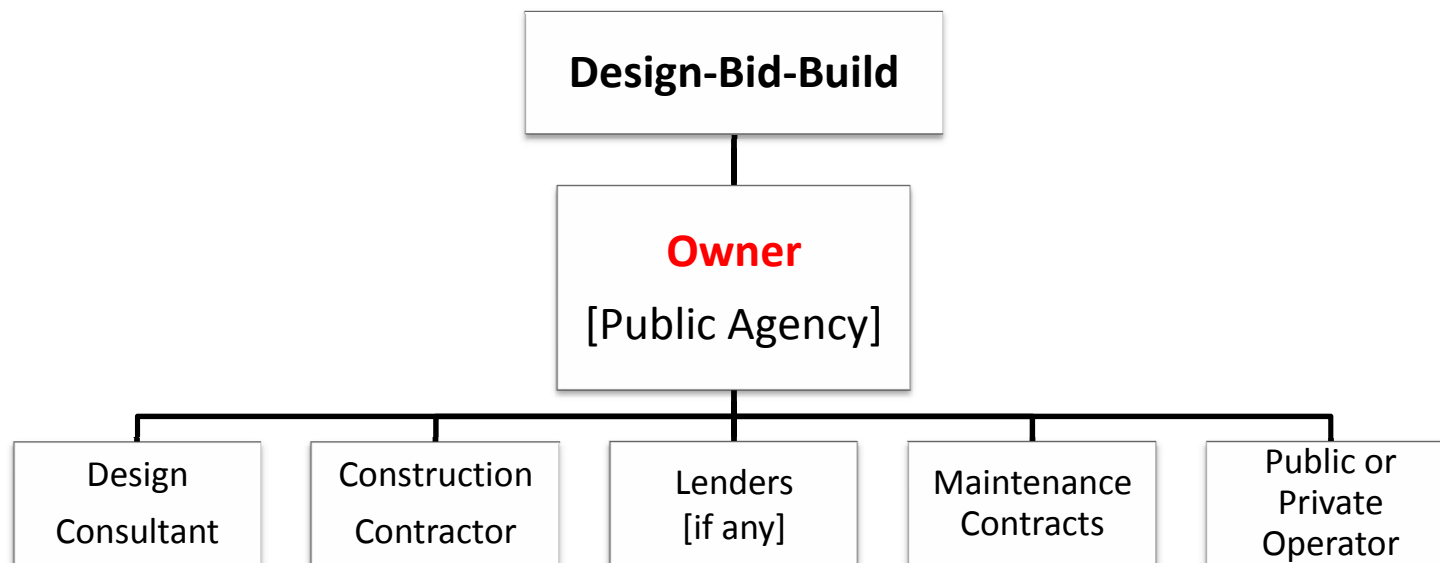 Design-Bid-Build
Owner
[Public Agency]
Design
Consultant
Construction
Contractor
Lenders
[if any]
Maintenance
Contracts
Public or
Private
Operator